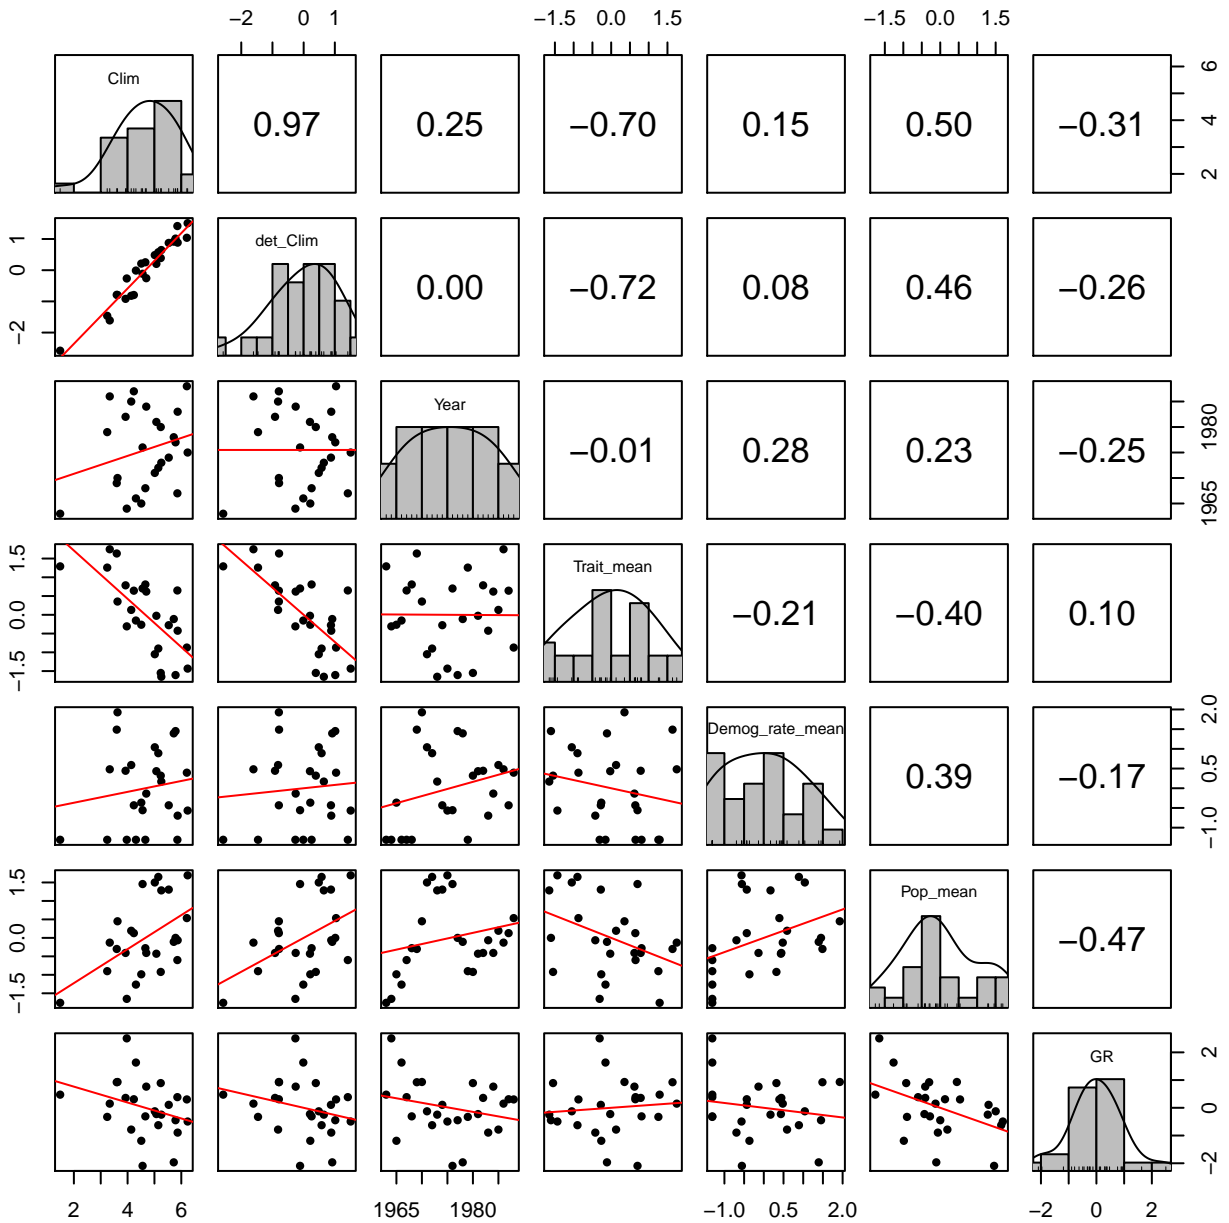 −2 0 1 −1.5 0.0 1.5 −1.5 0.0 1.5
Clim 0.97 0.25 −0.70 0.15 0.50 −0.31 2 4 6
−2 0 1 det_Clim 0.00 −0.72 0.08 0.46 −0.26
Year −0.01 0.28 0.23 −0.25 1965 1980
−1.5 0.0 1.5 Trait_mean −0.21 −0.40 0.10
Demog_rate_mean 0.39 −0.17 −1.0 0.5 2.0
−1.5 0.0 1.5 Pop_mean −0.47
GR −2 0 2
2 4 6 1965 1980 −1.0 0.5 2.0 −2 0 2